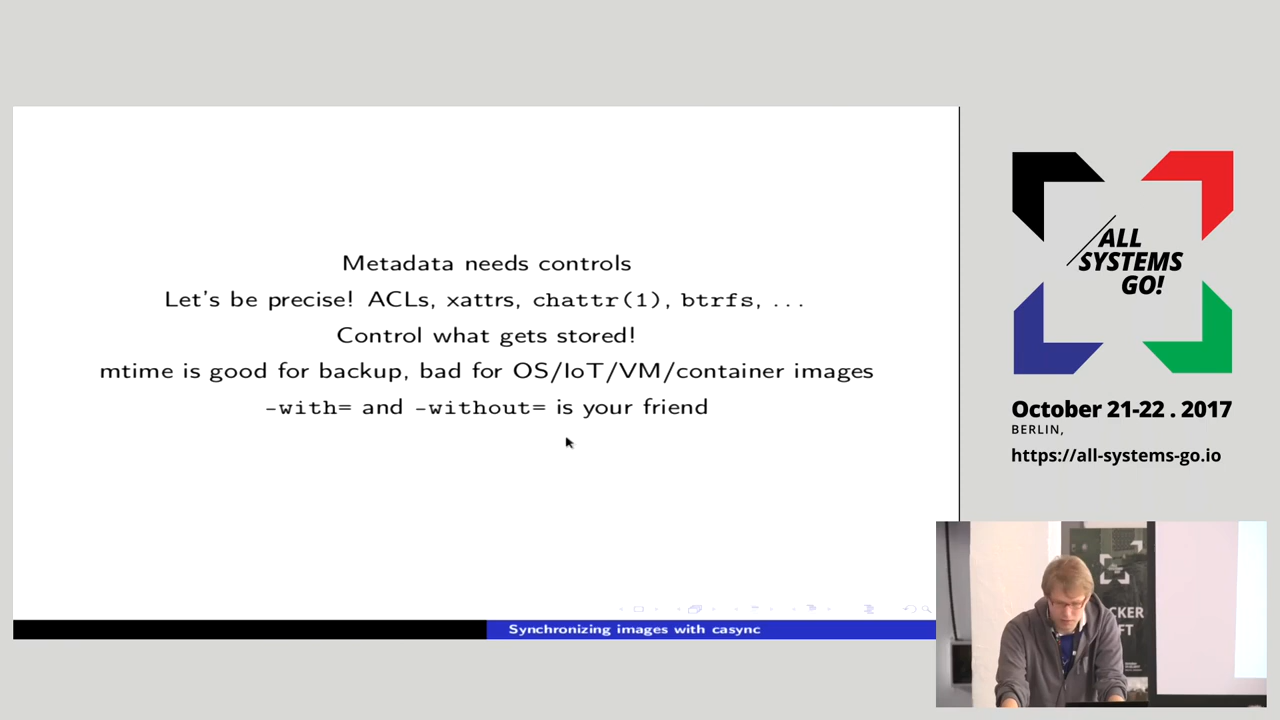 Metadata needs controls
Let's be precise! ACLs, xattrs, chattr(1), btrfs, ...
Control what gets stored!
mtime is good for backup, bad for OS/IoT/VM/container images
-with= and -without= is your friend
Synchronizing images with casync
ALL
SYSTEMS
GO!
October 21-22 . 2017
BERLIN,
https://all-systems-go.io